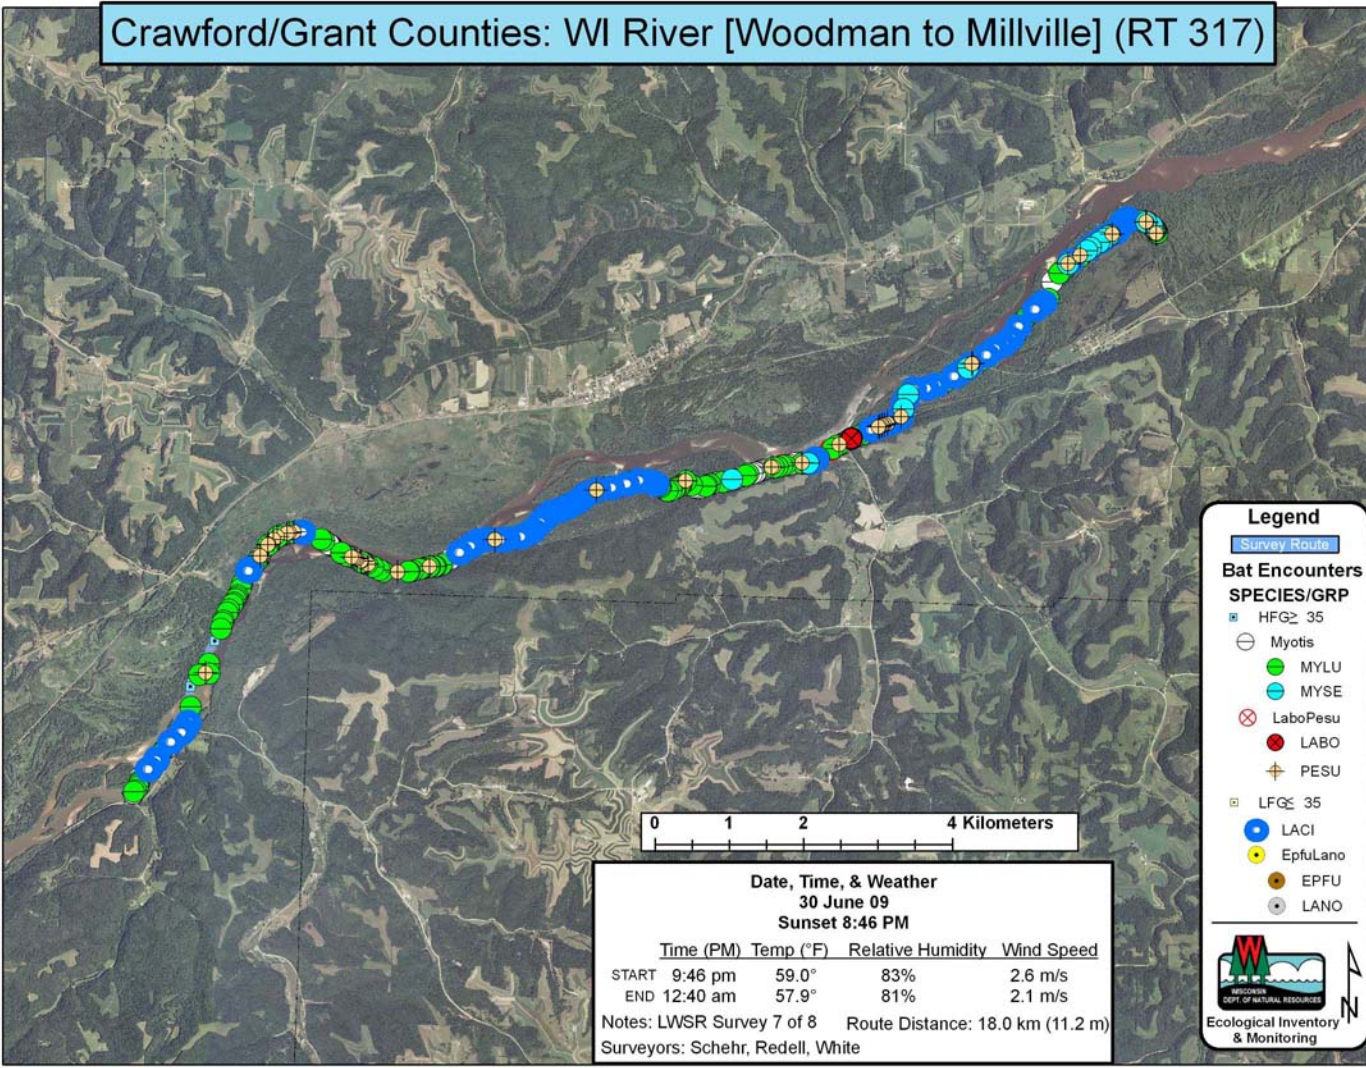 Crawford/Grant Counties: WI River [Woodman to Millville] (RT 317)
Legend
Survey Route
Bat Encounters
SPECIES/GRP
HFG≥ 35
Myotis
MYLU
MYSE
LaboPesu
LABO
PESU
LFG≤ 35
LACI
EpfuLano
EPFU
LANO
W
WISCONSIN
DEPT. OF NATURAL RESOURCES
Ecological Inventory
& Monitoring
N
0 1 2 4 Kilometers
Date, Time, & Weather
30 June 09
Sunset 8:46 PM
Time (PM) Temp (°F) Relative Humidity Wind Speed
START 9:46 pm 59.0° 83% 2.6 m/s
END 12:40 am 57.9° 81% 2.1 m/s
Notes: LWSR Survey 7 of 8 Route Distance: 18.0 km (11.2 m)
Surveyors: Schehr, Redell, White